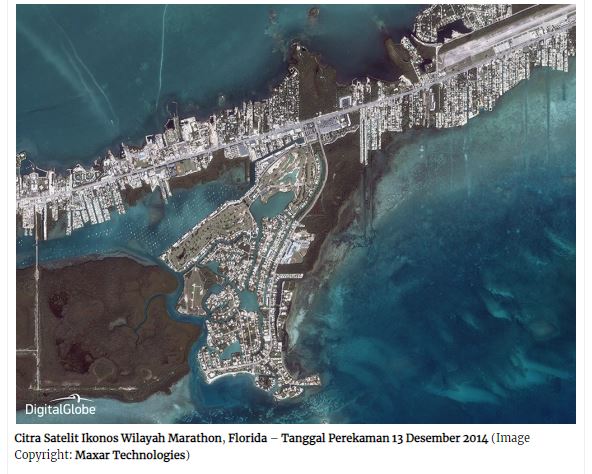 DigitalGlobe
Citra Satelit Ikonos Wilayah Marathon, Florida – Tanggal Perekaman 13 Desember 2014 (Image
Copyright: Maxar Technologies)